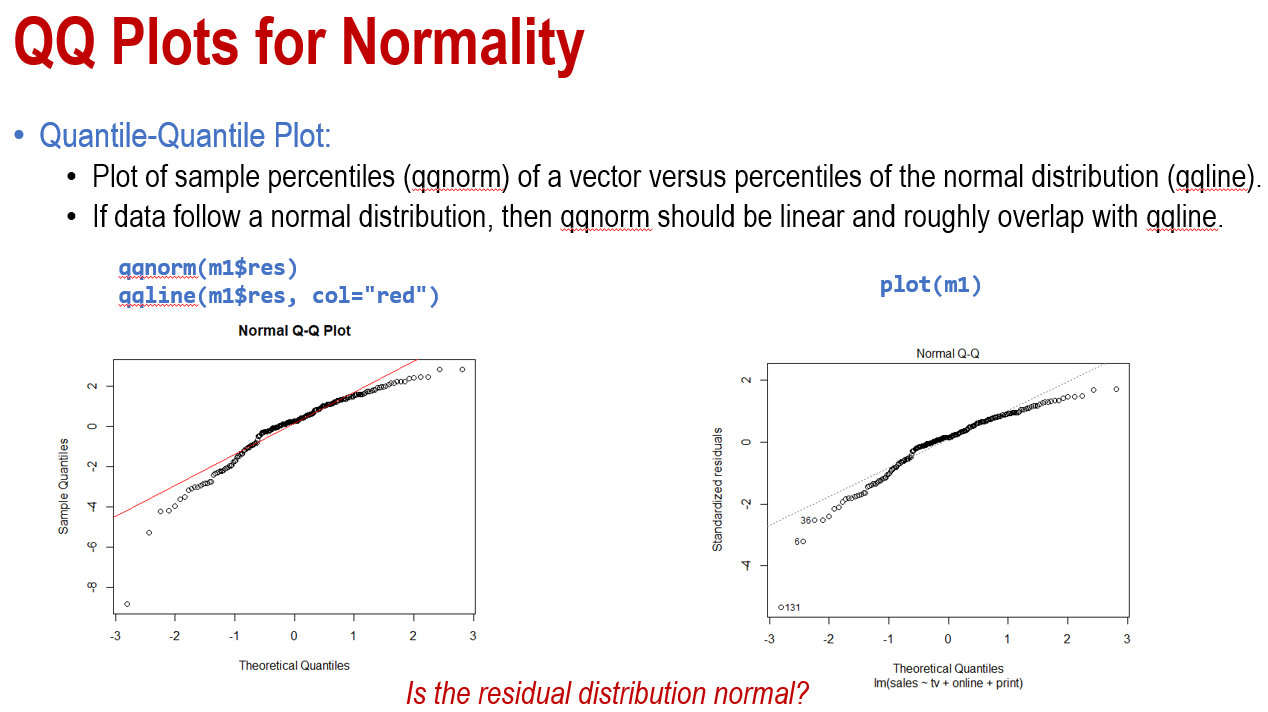 QQ Plots for Normality
• Quantile-Quantile Plot:
• Plot of sample percentiles (qqnorm) of a vector versus percentiles of the normal distribution (qqline).
• If data follow a normal distribution, then qqnorm should be linear and roughly overlap with qqline.
qqnorm(m1$res)
qqline(m1$res, col="red")
Normal Q-Q Plot
Sample Quantiles
2
0
-2
-4
-6
-8
-3 -2 -1 0 1 2 3
Theoretical Quantiles
plot(m1)
Normal Q-Q
Standardized residuals
2
0
-2
-4
36
6
131
-3 -2 -1 0 1 2 3
Theoretical Quantiles
lm(sales ~ tv + online + print)
Is the residual distribution normal?